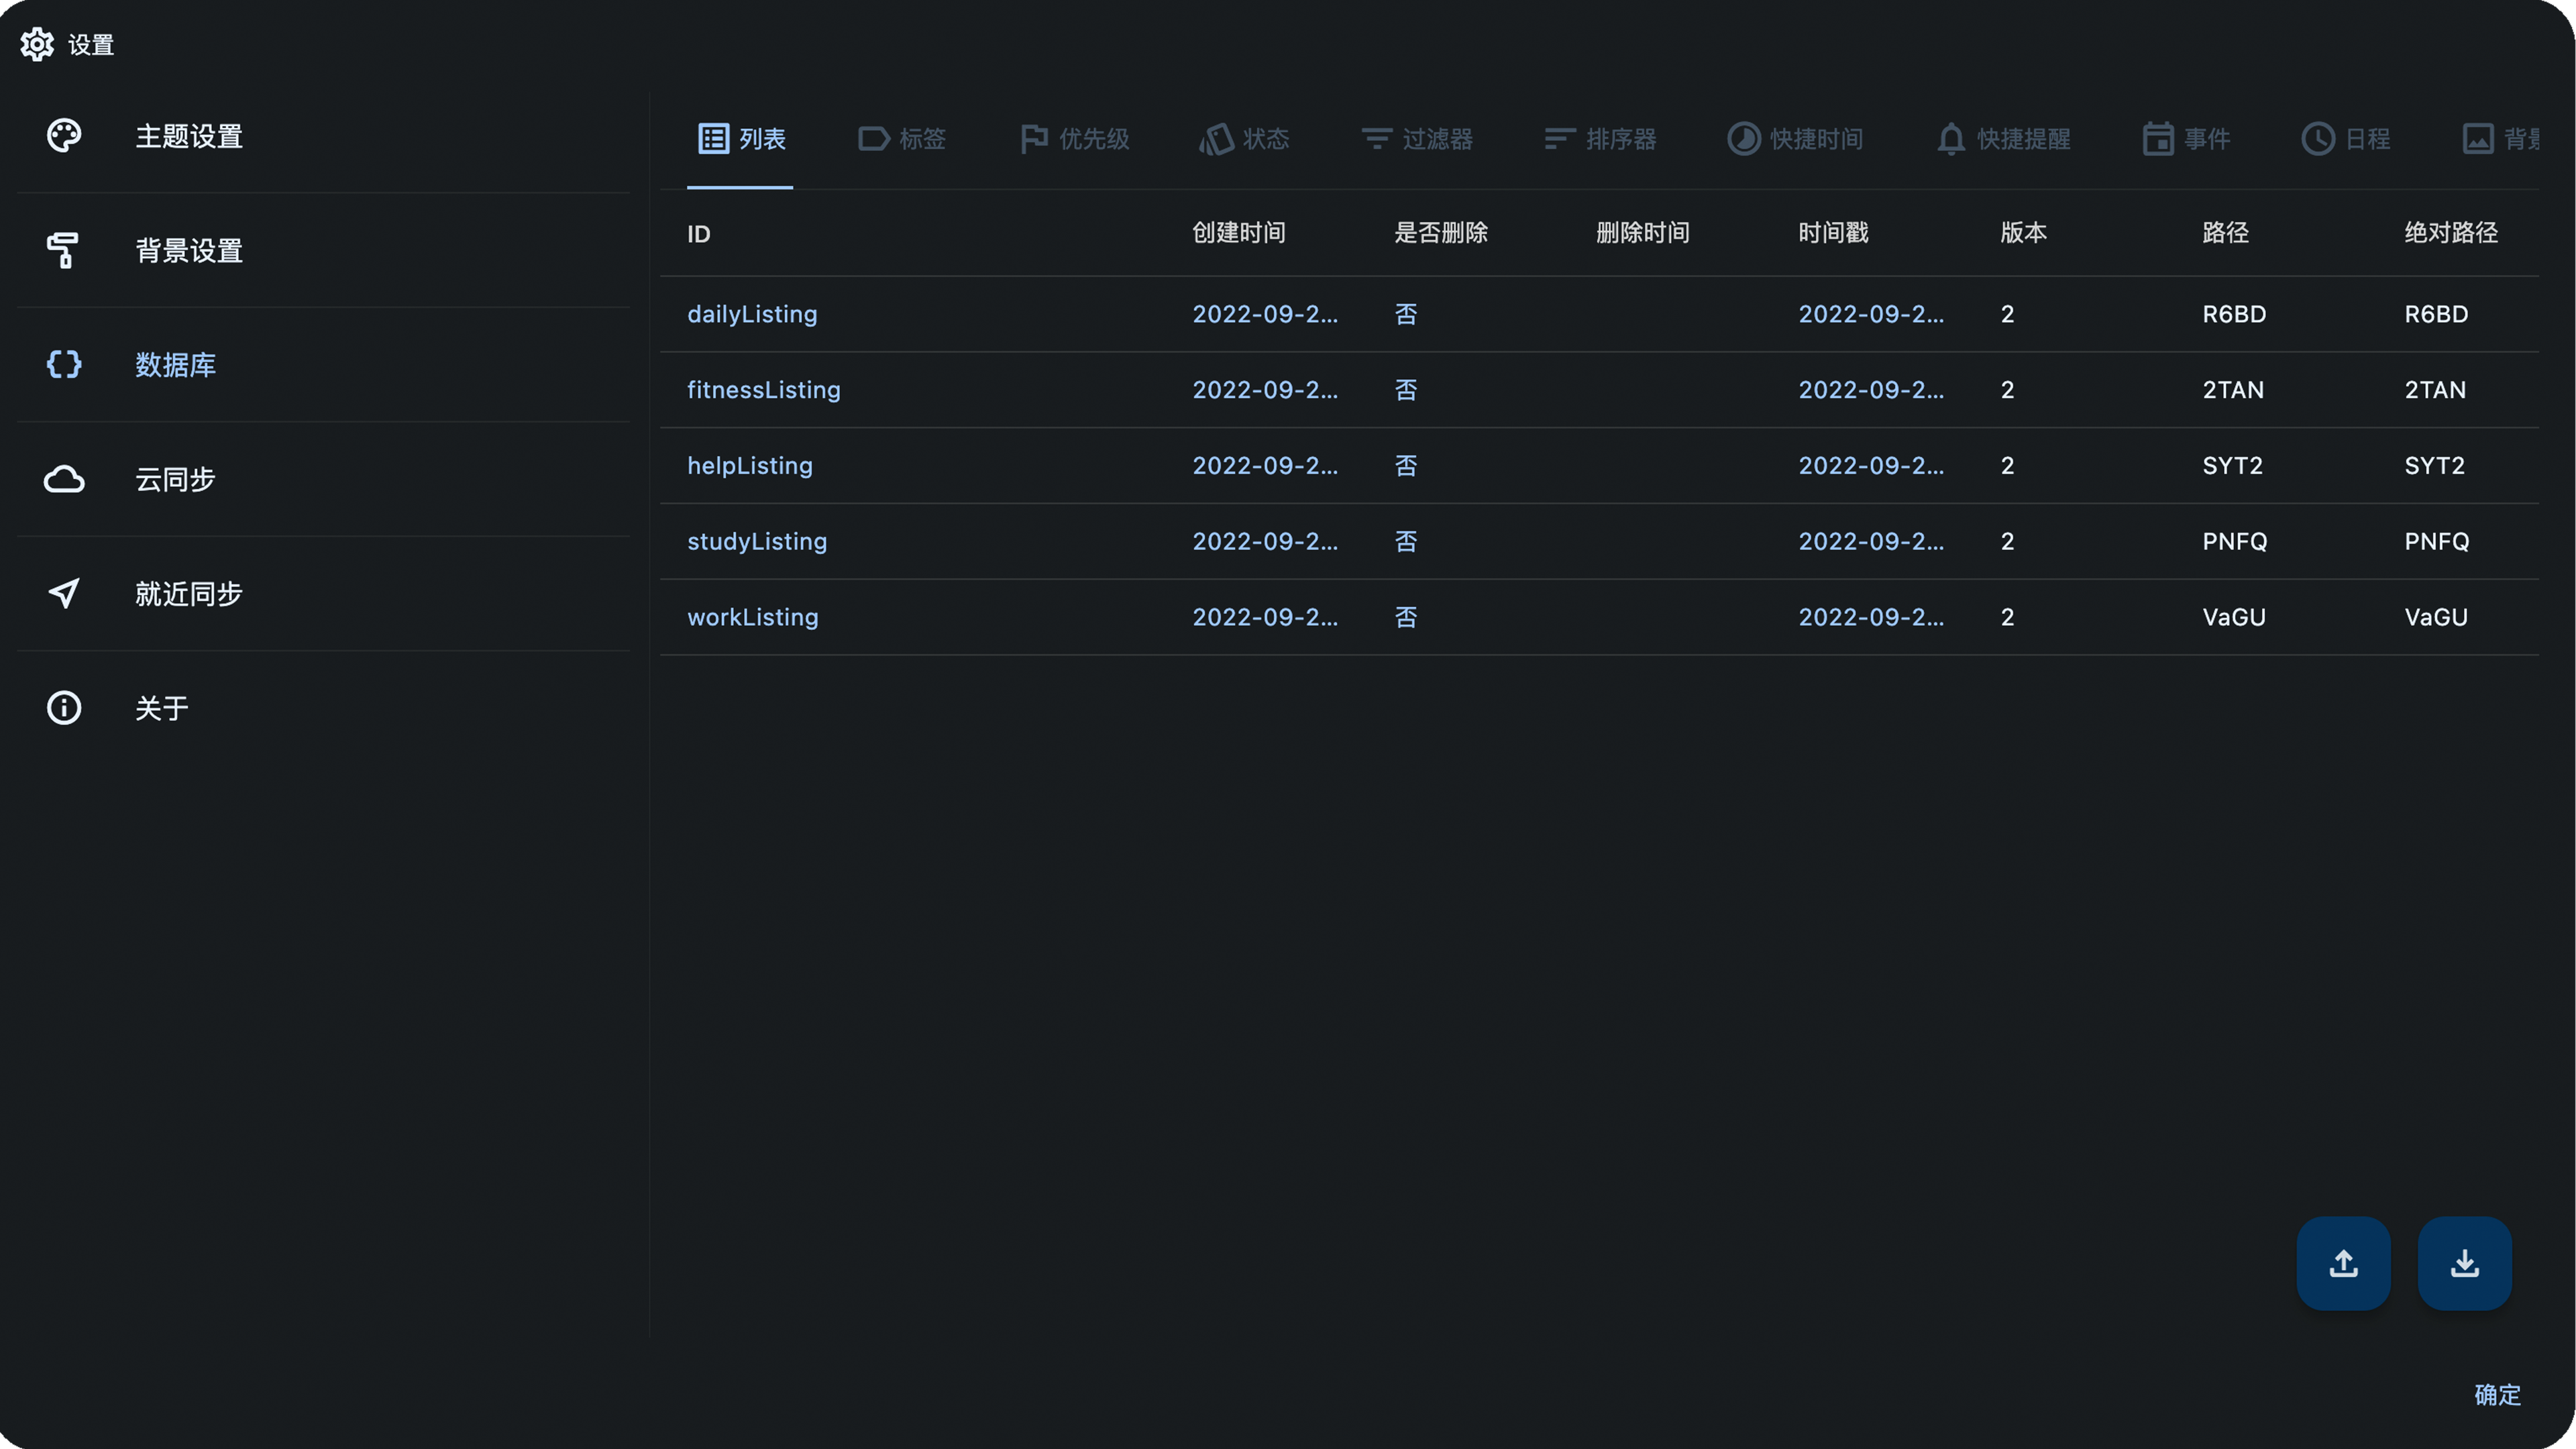 设置
主题设置
背景设置
数据库
云同步
就近同步
关于
列表 标签 优先级 状态 过滤器 排序器 快捷时间 快捷提醒 事件 日程 背
ID 创建时间 是否删除 删除时间 时间戳 版本 路径 绝对路径
dailyListing 2022-09-2... 否 2022-09-2... 2 R6BD R6BD
fitnessListing 2022-09-2... 否 2022-09-2... 2 2TAN 2TAN
helpListing 2022-09-2... 否 2022-09-2... 2 SYT2 SYT2
studyListing 2022-09-2... 否 2022-09-2... 2 PNFQ PNFQ
workListing 2022-09-2... 否 2022-09-2... 2 VaGU VaGU
确定